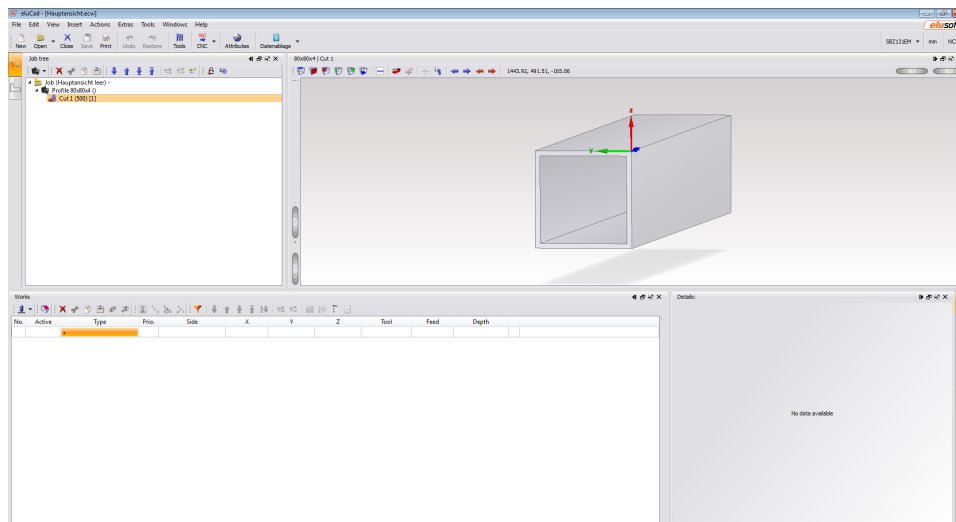 eluCad - [Hauptansicht.ecw]
File Edit View Insert Actions Extras Tools Windows Help
elusof
New Open Close Save Print Undo Restore Tools NC CNC Attributes Datenablage
SBZ131EM mm NC
Job tree
80x80x4 | Cut 1
1443.92, 491.51, -165.06
Job (Hauptansicht leer) -
Profile 80x80x4 ()
Cut 1 (500) [1]
z
y
Works
Details:
No. Active Type Prio. Side X Y Z Tool Feed Depth
No data available